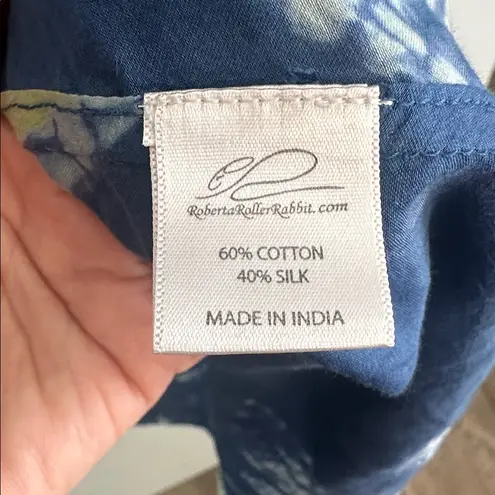 RobertaRollerRabbit.com
60% COTTON
40% SILK
MADE IN INDIA